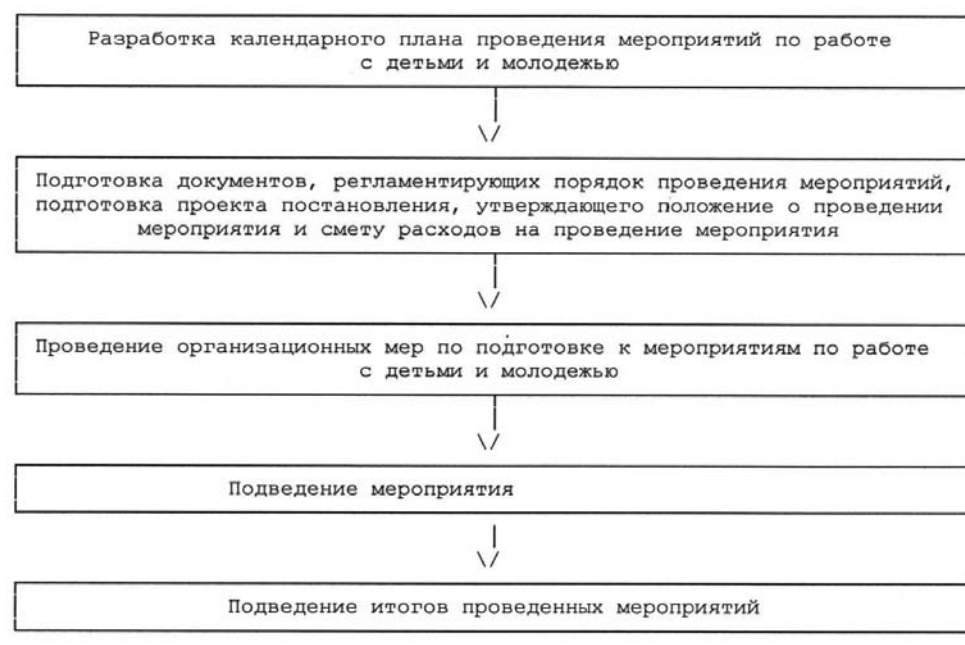 Разработка календарного плана проведения мероприятий по работе
с детьми и молодежью
Подготовка документов, регламентирующих порядок проведения мероприятий,
подготовка проекта постановления, утверждающего положение о проведении
мероприятия и смету расходов на проведение мероприятия
Проведение организационных мер по подготовке к мероприятиям по работе
с детьми и молодежью
Подведение мероприятия
Подведение итогов проведенных мероприятий